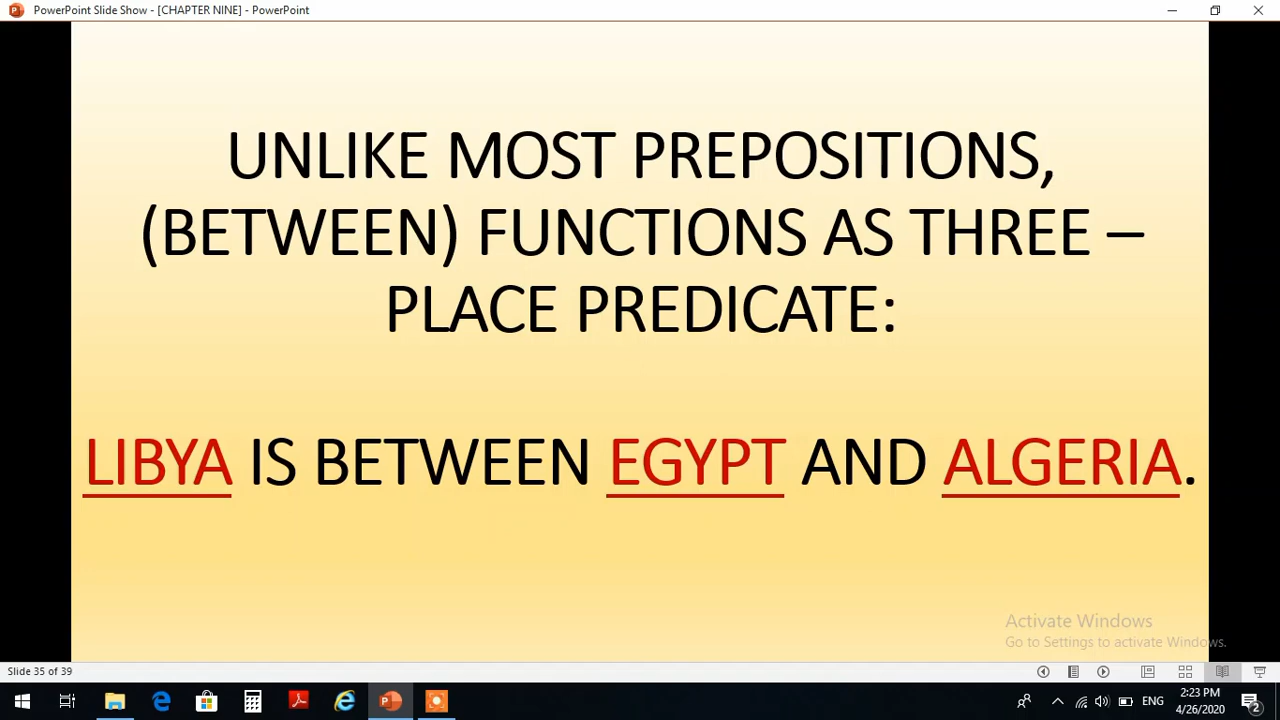 PowerPoint Slide Show - [CHAPTER NINE] - PowerPoint
UNLIKE MOST PREPOSITIONS,
(BETWEEN) FUNCTIONS AS THREE –
PLACE PREDICATE:
LIBYA IS BETWEEN EGYPT AND ALGERIA.
Activate Windows
Go to Settings to activate Windows.
Slide 35 of 39
ENG
2:23 PM
4/26/2020
2